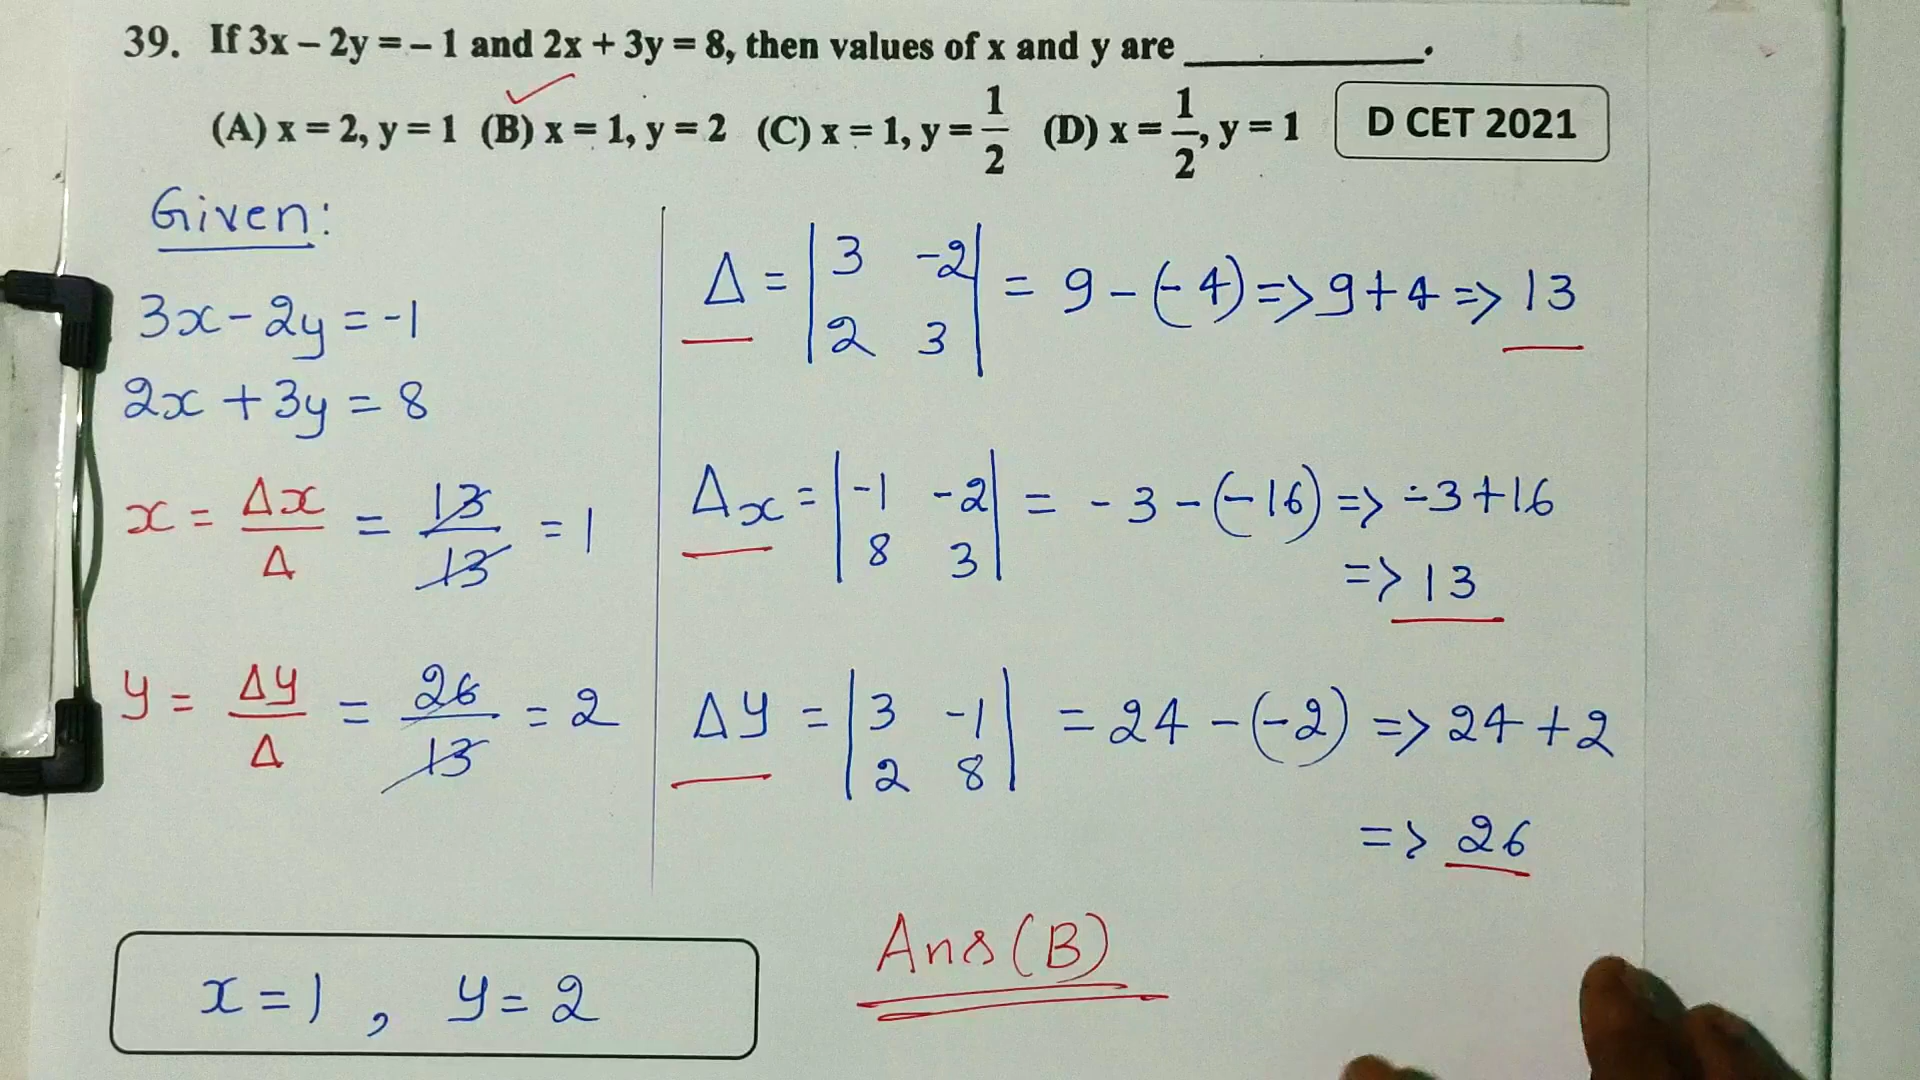 39. If 3x – 2y = – 1 and 2x + 3y = 8, then values of x and y are ____________.
(A) x = 2, y = 1 (B) x = 1, y = 2 (C) x = 1, y = 1/2 (D) x = 1/2, y = 1
D CET 2021
Given:
3x - 2y = -1
2x + 3y = 8
x = Δx/Δ = 13/13 = 1
y = Δy/Δ = 26/13 = 2
Δ = |3 -2| = 9 - (-4) => 9 + 4 => 13
|2 3|
Δx = |-1 -2| = -3 - (-16) => -3 + 16
|8 3| => 13
Δy = |3 -1| = 24 - (-2) => 24 + 2
|2 8|
=> 26
x = 1 , y = 2
Ans (B)